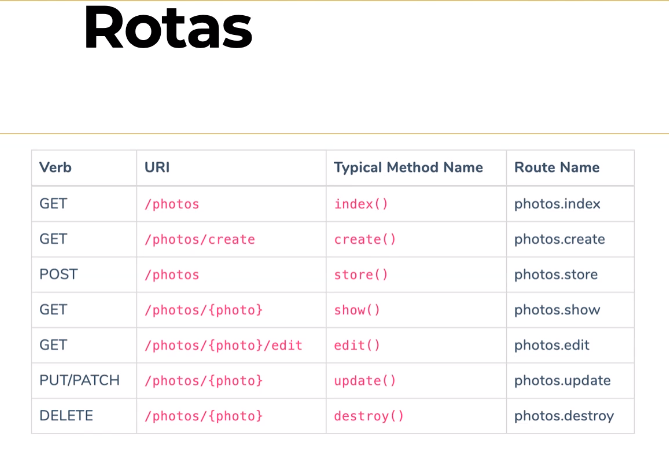 Rotas
Verb URI Typical Method Name Route Name
GET /photos index() photos.index
GET /photos/create create() photos.create
POST /photos store() photos.store
GET /photos/{photo} show() photos.show
GET /photos/{photo}/edit edit() photos.edit
PUT/PATCH /photos/{photo} update() photos.update
DELETE /photos/{photo} destroy() photos.destroy